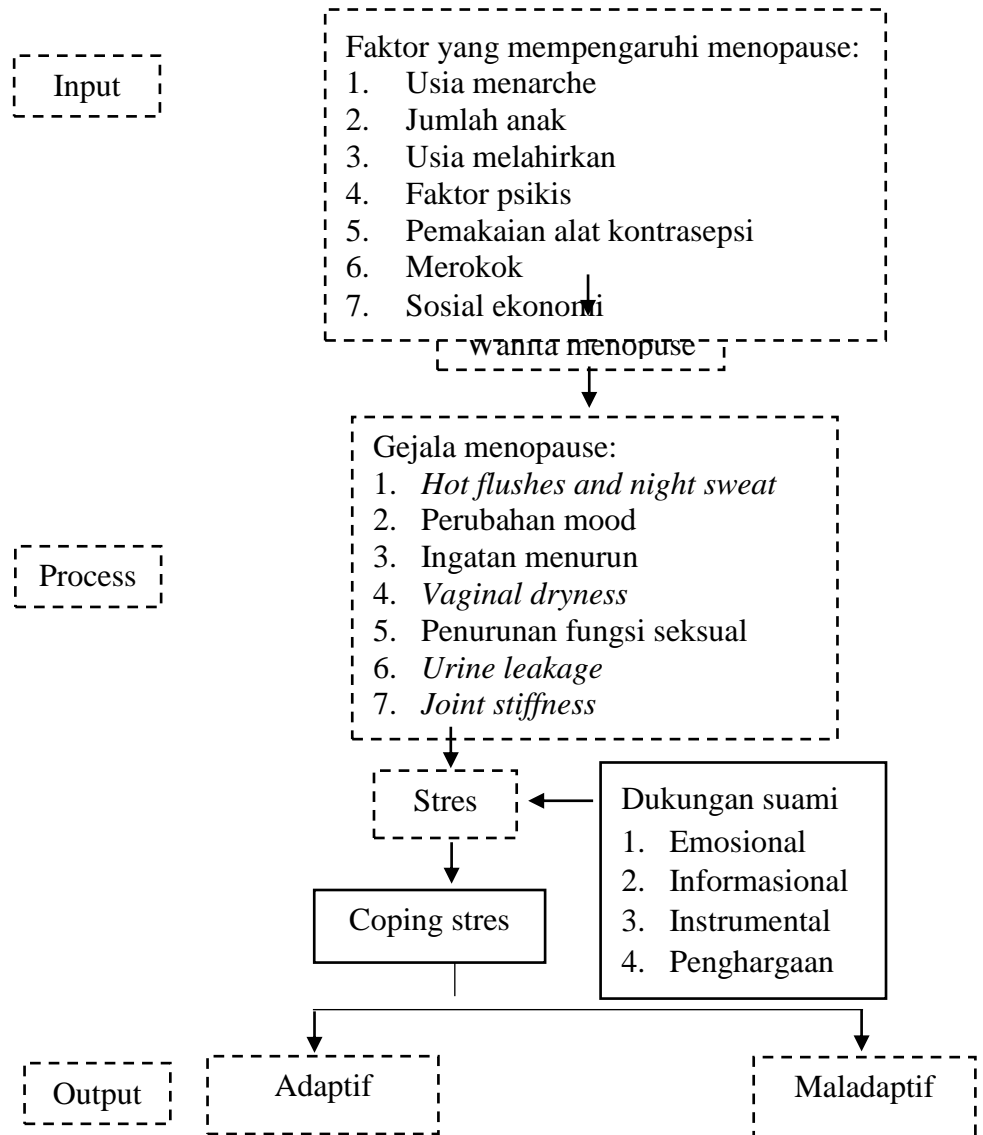 Input
Faktor yang mempengaruhi menopause:
1. Usia menarche
2. Jumlah anak
3. Usia melahirkan
4. Faktor psikis
5. Pemakaian alat kontrasepsi
6. Merokok
7. Sosial ekonomi
Wanita menopuse
Process
Gejala menopause:
1. Hot flushes and night sweat
2. Perubahan mood
3. Ingatan menurun
4. Vaginal dryness
5. Penurunan fungsi seksual
6. Urine leakage
7. Joint stiffness
Stres
Dukungan suami
1. Emosional
2. Informasional
3. Instrumental
4. Penghargaan
Coping stres
Output
Adaptif
Maladaptif